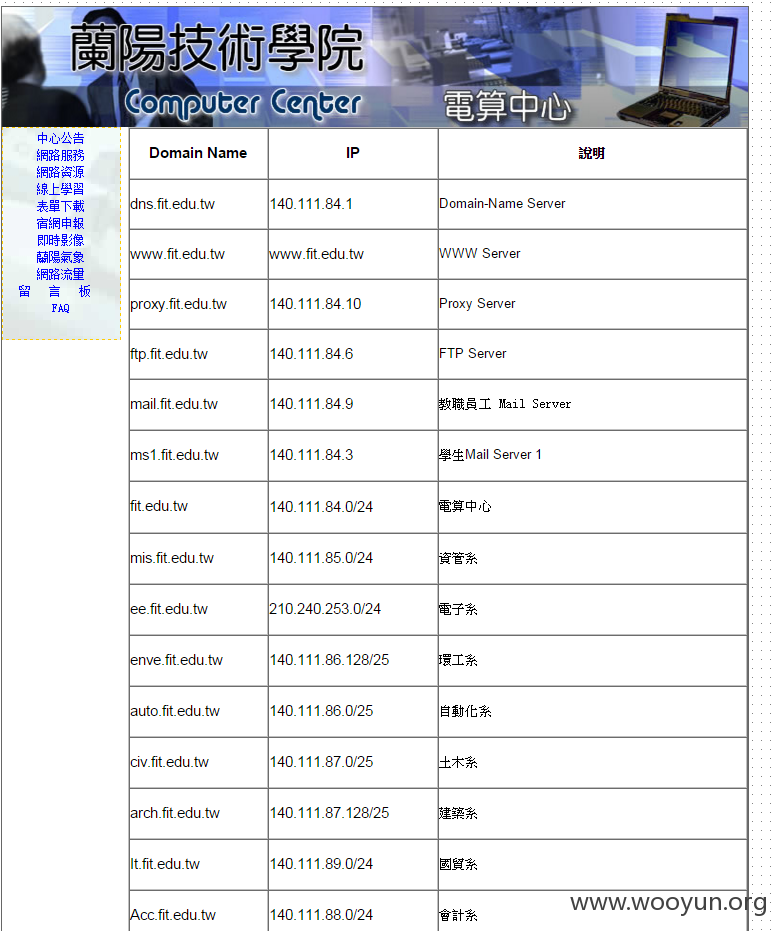 蘭陽技術學院
Computer Center
電算中心
中心公告
網路服務
網路資源
線上學習
表單下載
宿網申報
即時影像
蘭陽氣象
網路流量
留 言 板
FAQ
Domain Name IP 說明
dns.fit.edu.tw 140.111.84.1 Domain-Name Server
www.fit.edu.tw www.fit.edu.tw WWW Server
proxy.fit.edu.tw 140.111.84.10 Proxy Server
ftp.fit.edu.tw 140.111.84.6 FTP Server
mail.fit.edu.tw 140.111.84.9 教職員工 Mail Server
ms1.fit.edu.tw 140.111.84.3 學生Mail Server 1
fit.edu.tw 140.111.84.0/24 電算中心
mis.fit.edu.tw 140.111.85.0/24 資管系
ee.fit.edu.tw 210.240.253.0/24 電子系
enve.fit.edu.tw 140.111.86.128/25 環工系
auto.fit.edu.tw 140.111.86.0/25 自動化系
civ.fit.edu.tw 140.111.87.0/25 土木系
arch.fit.edu.tw 140.111.87.128/25 建築系
lt.fit.edu.tw 140.111.89.0/24 國貿系
Acc.fit.edu.tw 140.111.88.0/24 會計系
www.wooyun.org